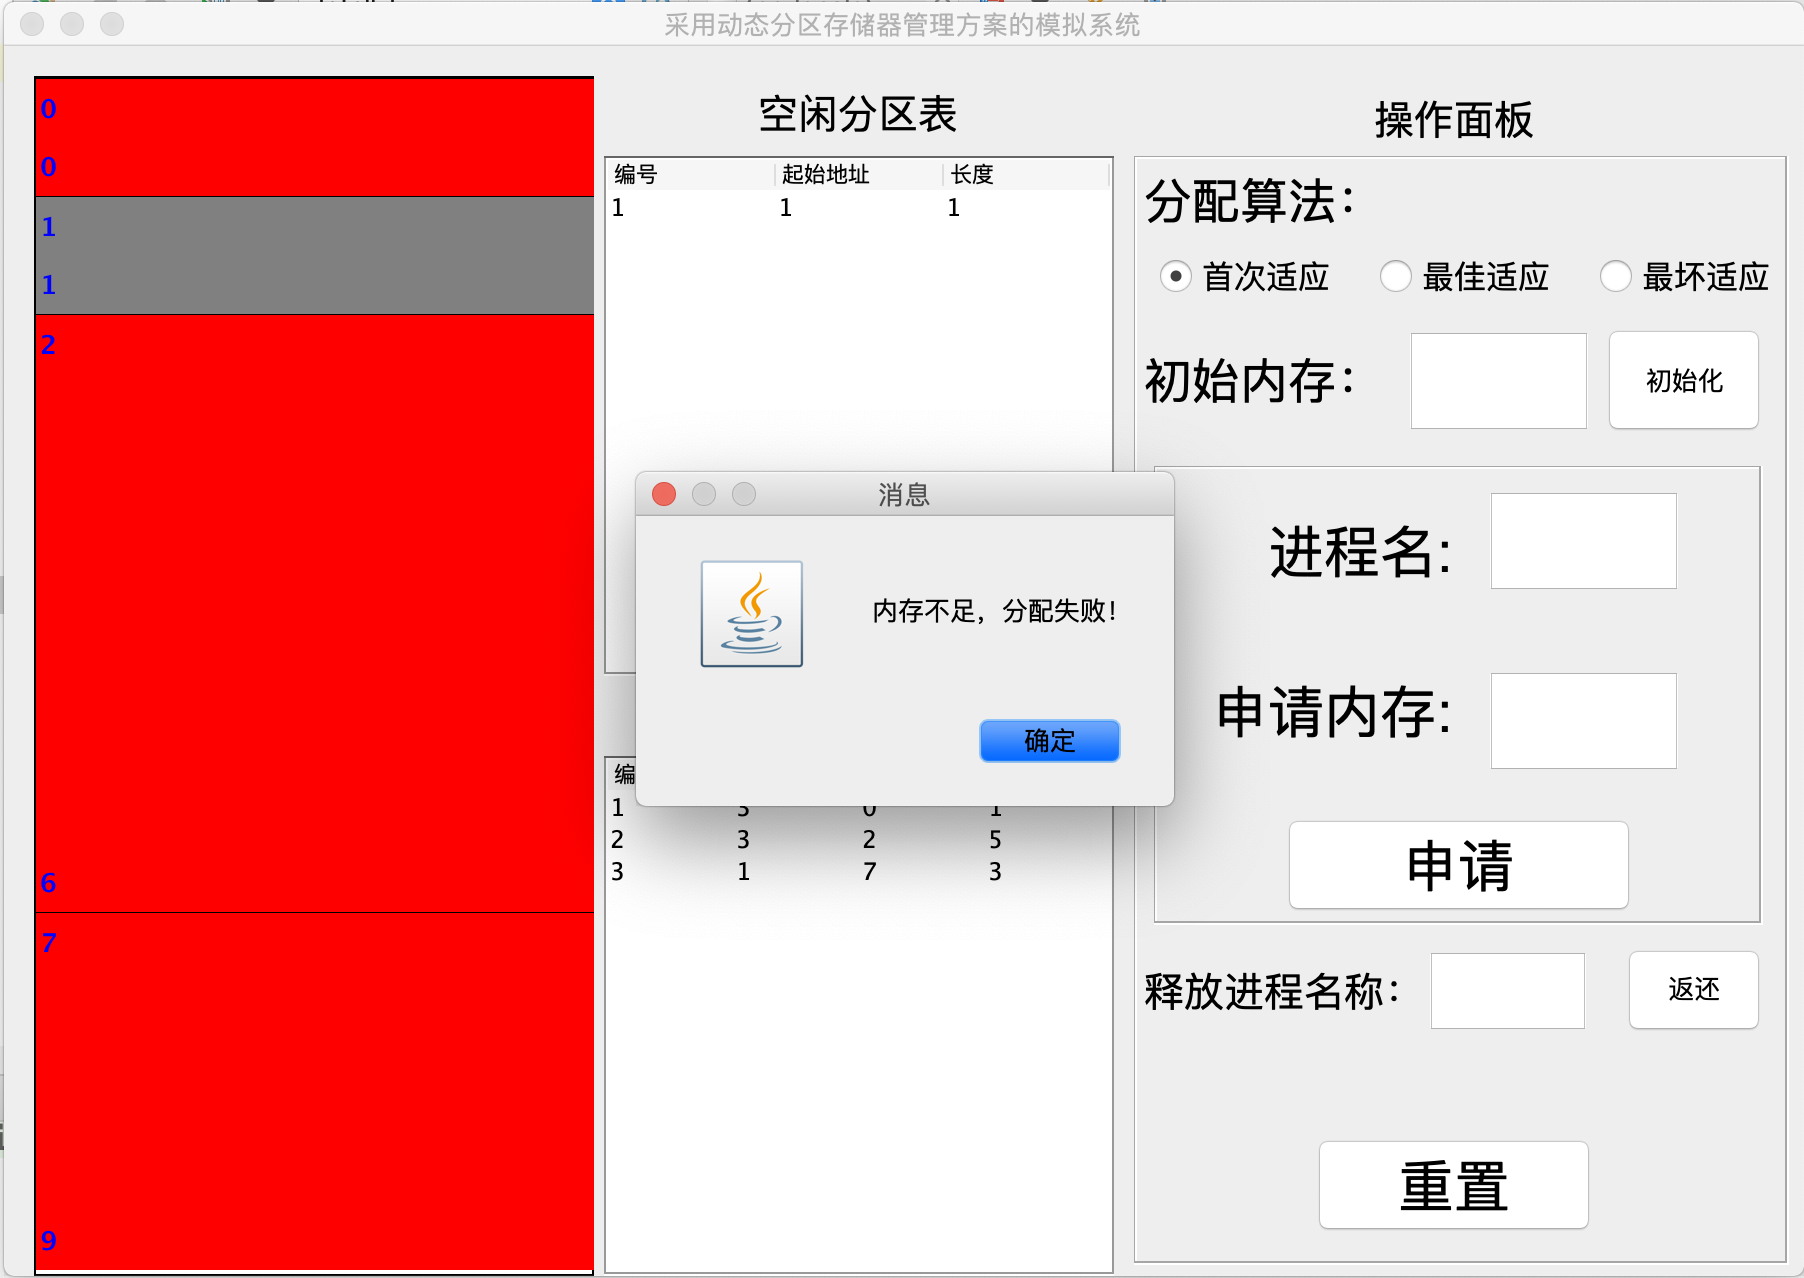 采用动态分区存储器管理方案的模拟系统
0
0
1
1
2
6
7
9
空闲分区表
编号 起始地址 长度
1 1 1
编
1 3 0 1
2 3 2 5
3 1 7 3
消息
内存不足，分配失败！
确定
操作面板
分配算法：
首次适应 最佳适应 最坏适应
初始内存： 初始化
进程名:
申请内存:
申请
释放进程名称： 返还
重置